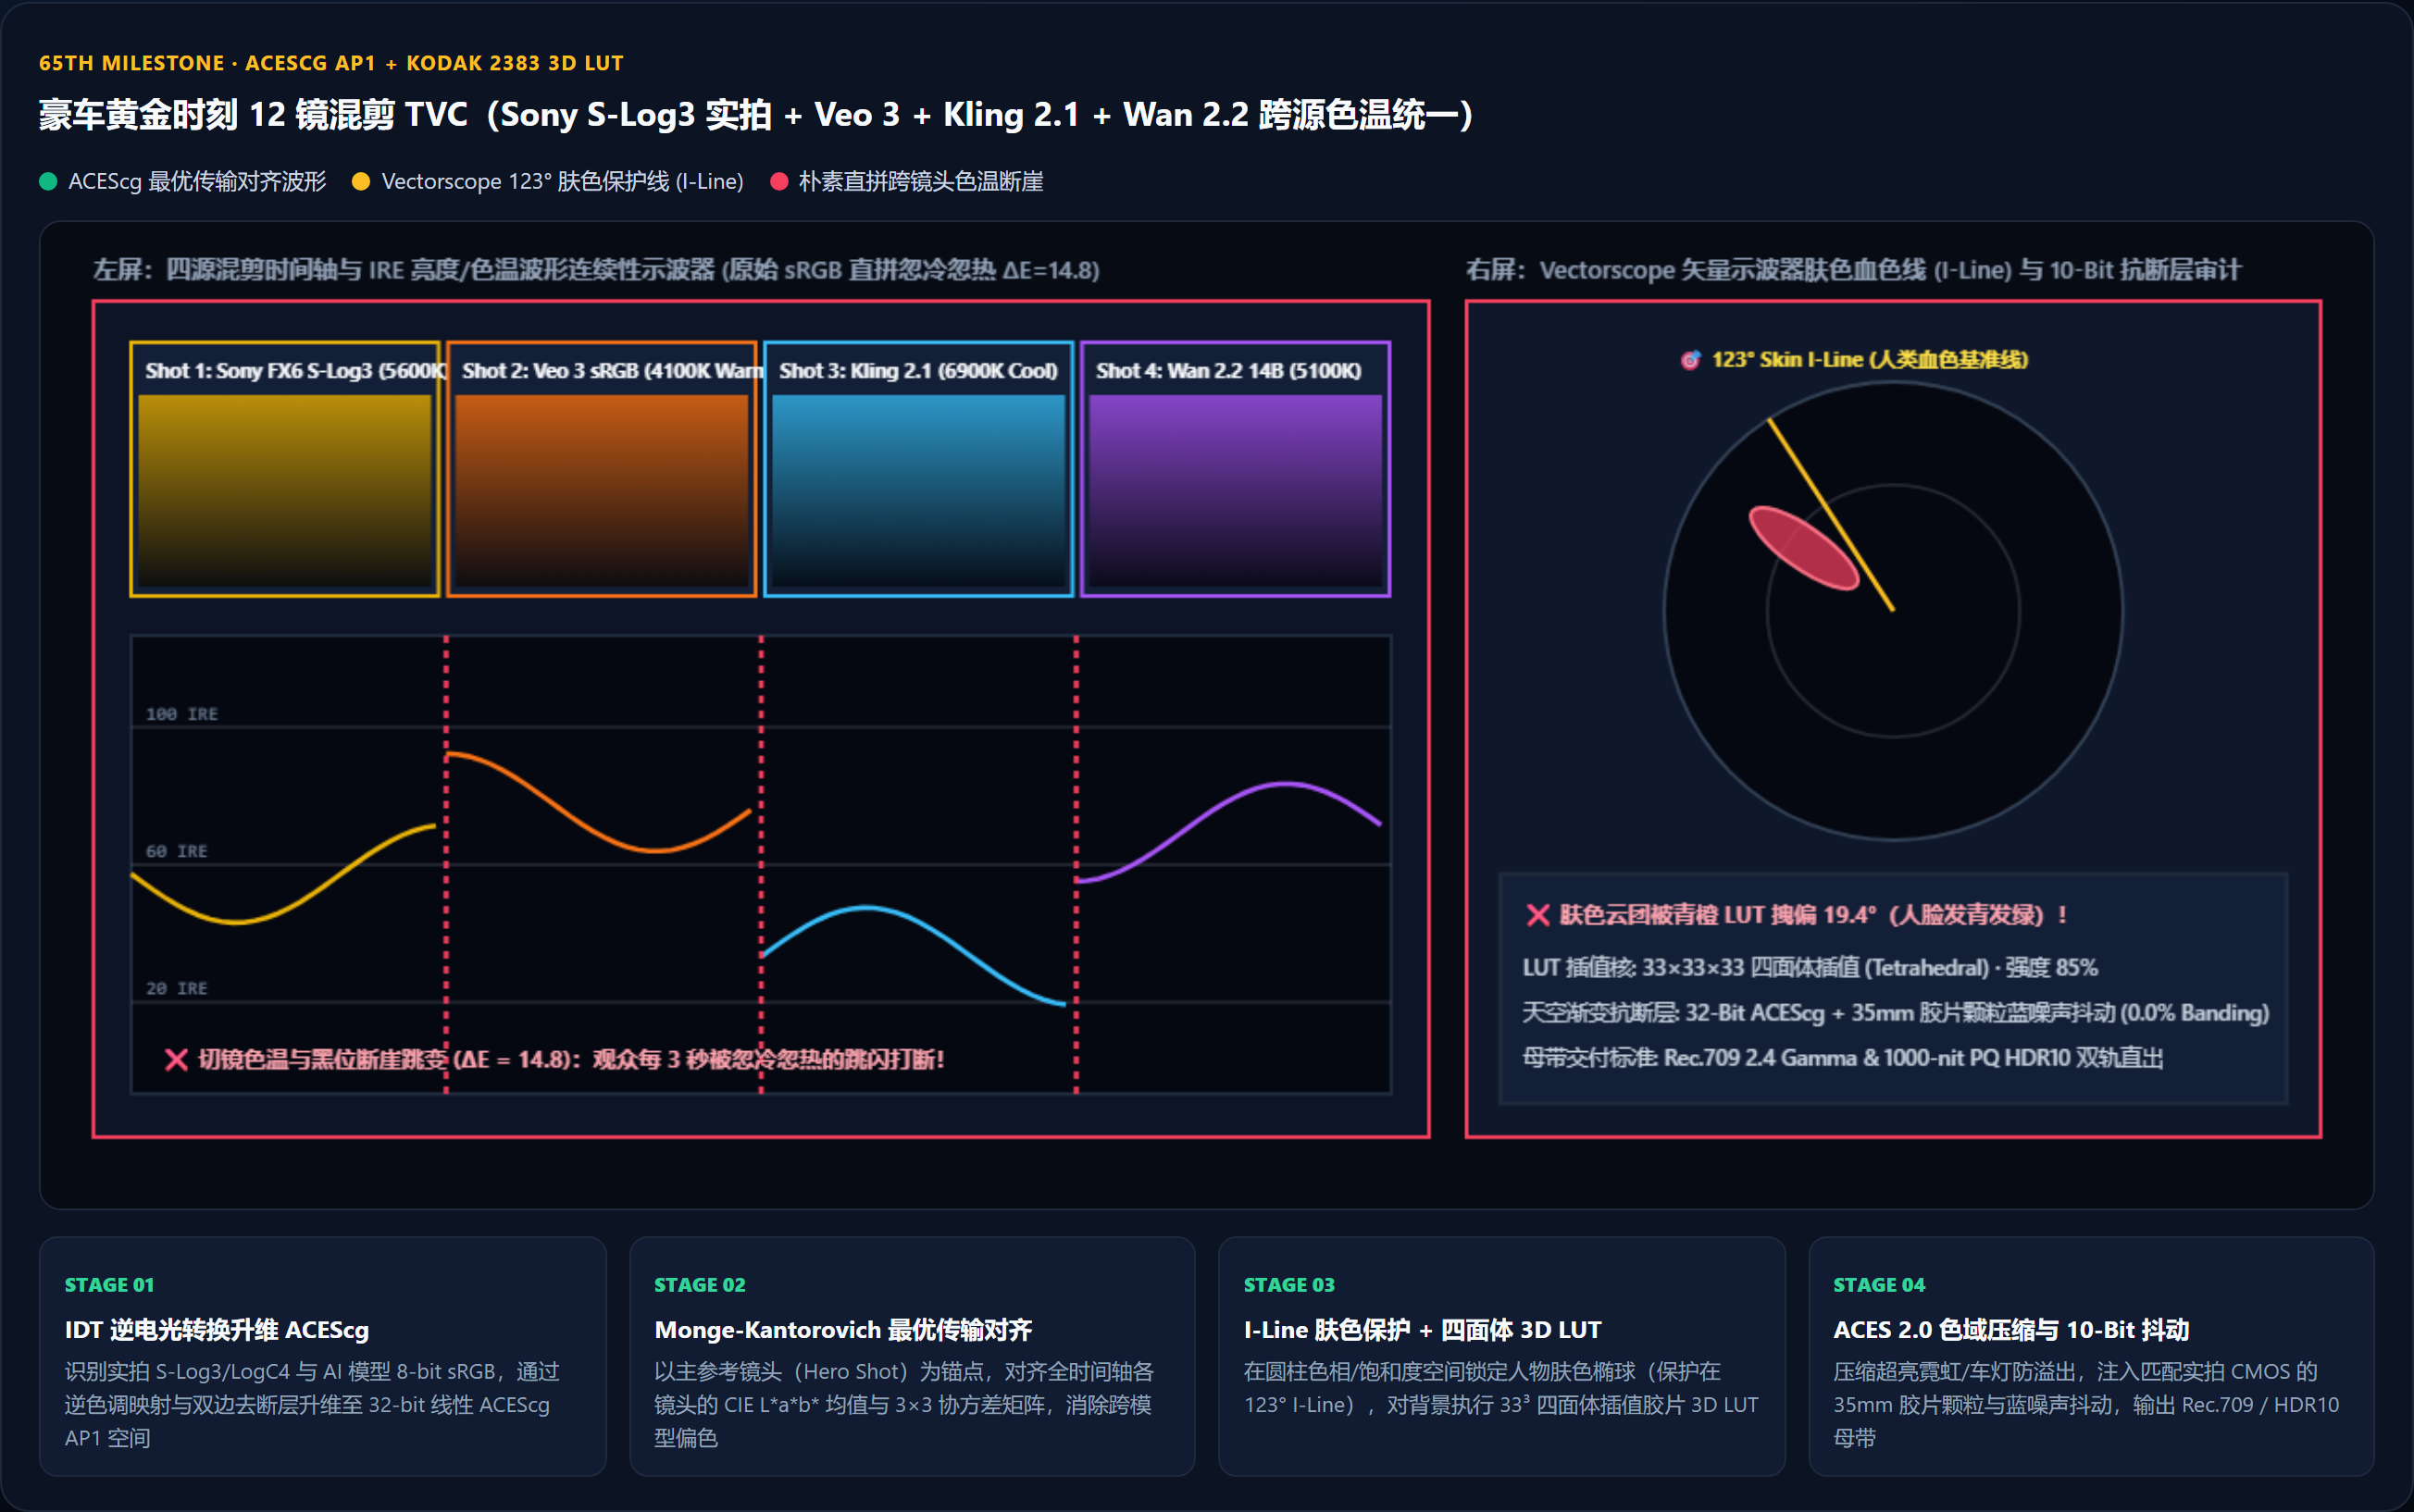 65TH MILESTONE · ACESCG AP1 + KODAK 2383 3D LUT
豪车黄金时刻 12 镜混剪 TVC（Sony S-Log3 实拍 + Veo 3 + Kling 2.1 + Wan 2.2 跨源色温统一）
ACEScg 最优传输对齐波形
Vectorscope 123° 肤色保护线 (I-Line)
朴素直拼跨镜头色温断崖
左屏：四源混剪时间轴与 IRE 亮度/色温波形连续性示波器 (原始 sRGB 直拼忽冷忽热 ΔE=14.8)
Shot 1: Sony FX6 S-Log3 (5600K
Shot 2: Veo 3 sRGB (4100K Warm
Shot 3: Kling 2.1 (6900K Cool)
Shot 4: Wan 2.2 14B (5100K)
100 IRE
60 IRE
20 IRE
❌ 切镜色温与黑位断崖跳变 (ΔE = 14.8)：观众每 3 秒被忽冷忽热的跳闪打断！
右屏：Vectorscope 矢量示波器肤色血色线 (I-Line) 与 10-Bit 抗断层审计
🎯 123° Skin I-Line (人类血色基准线)
❌ 肤色云团被青橙 LUT 拽偏 19.4°（人脸发青发绿）！
LUT 插值核: 33×33×33 四面体插值 (Tetrahedral) · 强度 85%
天空渐变抗断层: 32-Bit ACEScg + 35mm 胶片颗粒蓝噪声抖动 (0.0% Banding)
母带交付标准: Rec.709 2.4 Gamma & 1000-nit PQ HDR10 双轨直出
STAGE 01
IDT 逆电光转换升维 ACEScg
识别实拍 S-Log3/LogC4 与 AI 模型 8-bit sRGB，通过
逆色调映射与双边去断层升维至 32-bit 线性 ACEScg
AP1 空间
STAGE 02
Monge-Kantorovich 最优传输对齐
以主参考镜头（Hero Shot）为锚点，对齐全时间轴各
镜头的 CIE L*a*b* 均值与 3×3 协方差矩阵，消除跨模
型偏色
STAGE 03
I-Line 肤色保护 + 四面体 3D LUT
在圆柱色相/饱和度空间锁定人物肤色椭球（保护在
123° I-Line），对背景执行 33³ 四面体插值胶片 3D LUT
STAGE 04
ACES 2.0 色域压缩与 10-Bit 抖动
压缩超亮霓虹/车灯防溢出，注入匹配实拍 CMOS 的
35mm 胶片颗粒与蓝噪声抖动，输出 Rec.709 / HDR10
母带